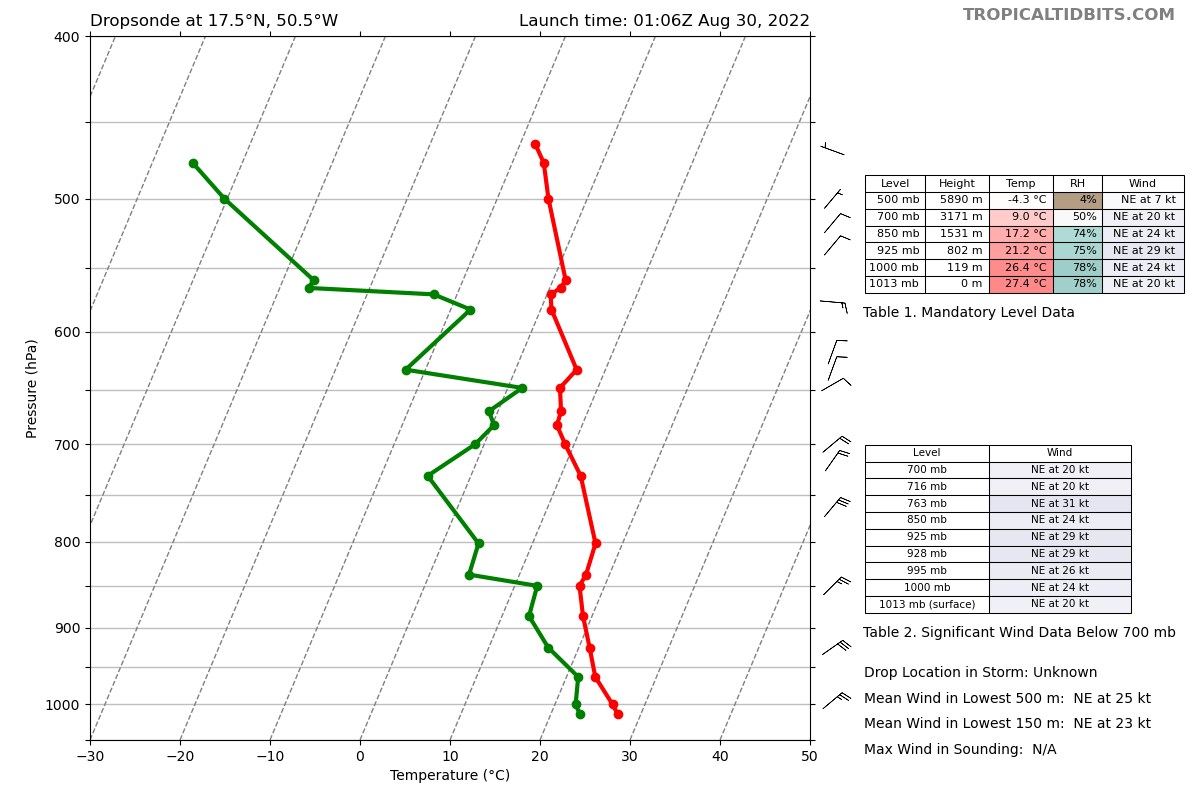 Dropsonde at 17.5°N, 50.5°W
Launch time: 01:06Z Aug 30, 2022
TROPICALTIDBITS.COM
400
500
600
700
800
900
1000
Pressure (hPa)
−30 −20 −10 0 10 20 30 40 50
Temperature (°C)
Level Height Temp RH Wind
500 mb 5890 m -4.3 °C 4% NE at 7 kt
700 mb 3171 m 9.0 °C 50% NE at 20 kt
850 mb 1531 m 17.2 °C 74% NE at 24 kt
925 mb 802 m 21.2 °C 75% NE at 29 kt
1000 mb 119 m 26.4 °C 78% NE at 24 kt
1013 mb 0 m 27.4 °C 78% NE at 20 kt
Table 1. Mandatory Level Data
Level Wind
700 mb NE at 20 kt
716 mb NE at 20 kt
763 mb NE at 31 kt
850 mb NE at 24 kt
925 mb NE at 29 kt
928 mb NE at 29 kt
995 mb NE at 26 kt
1000 mb NE at 24 kt
1013 mb (surface) NE at 20 kt
Table 2. Significant Wind Data Below 700 mb
Drop Location in Storm: Unknown
Mean Wind in Lowest 500 m: NE at 25 kt
Mean Wind in Lowest 150 m: NE at 23 kt
Max Wind in Sounding: N/A